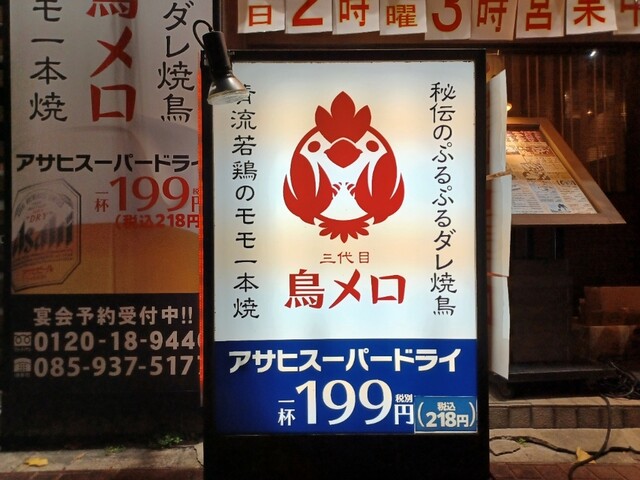 日2時 曜3時営業中
モモ一本焼
鳥メロ
ダレ焼鳥
アサヒスーパードライ
一杯199円
(税込218円)
Asahi
宴会予約受付中!!
0120-18-944
085-937-517
秘伝のぷるぷるダレ焼鳥
清流若鶏のモモ一本焼
三代目
鳥メロ
アサヒスーパードライ
一杯199円 税別
(税込218円)